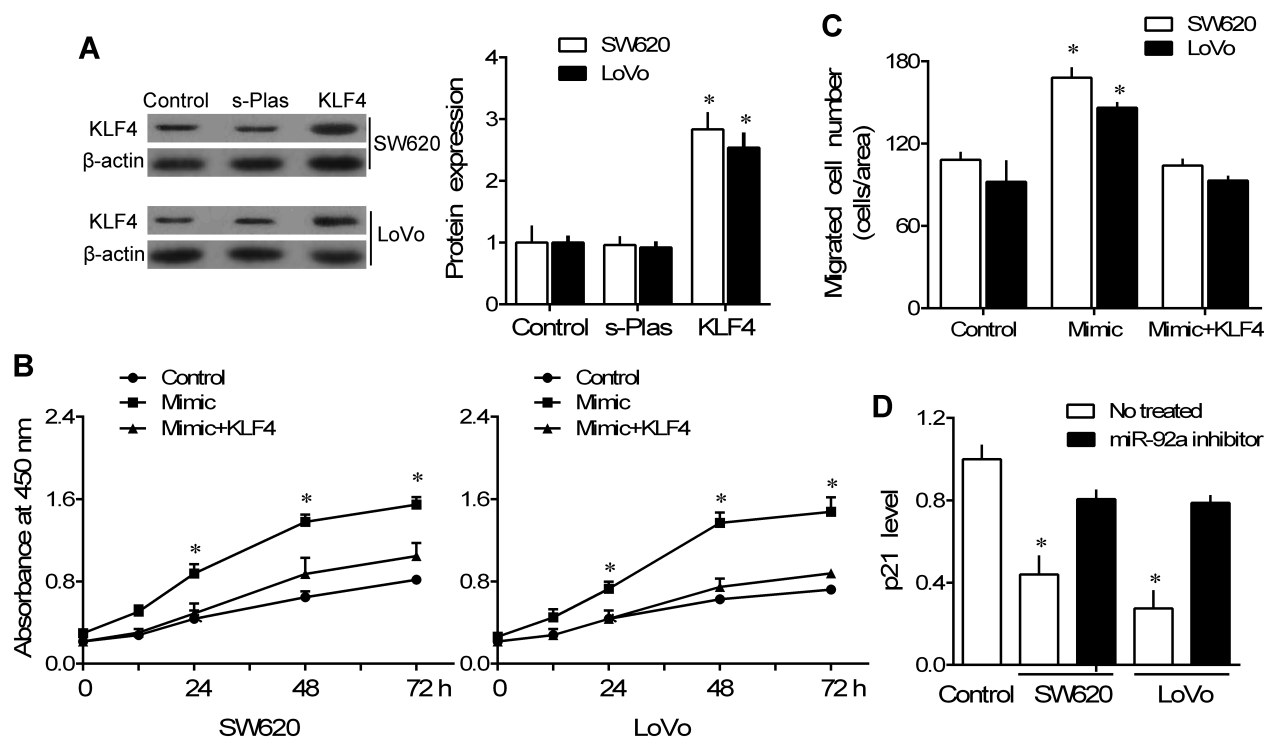 A
Control s-Plas KLF4
KLF4
β-actin
SW620
KLF4
β-actin
LoVo
SW620
LoVo
Protein expression
4
3
2
1
0
* *
Control s-Plas KLF4
C
SW620
LoVo
Migrated cell number
(cells/area)
180
120
60
0
* *
Control Mimic Mimic+KLF4
B
Control
Mimic
Mimic+KLF4
Absorbance at 450 nm
2.4
1.6
0.8
0.0
* * *
0 24 48 72 h
SW620
Control
Mimic
Mimic+KLF4
2.4
1.6
0.8
0.0
* * *
0 24 48 72 h
LoVo
D
No treated
miR-92a inhibitor
p21 level
1.2
0.8
0.4
0.0
* *
Control SW620 LoVo